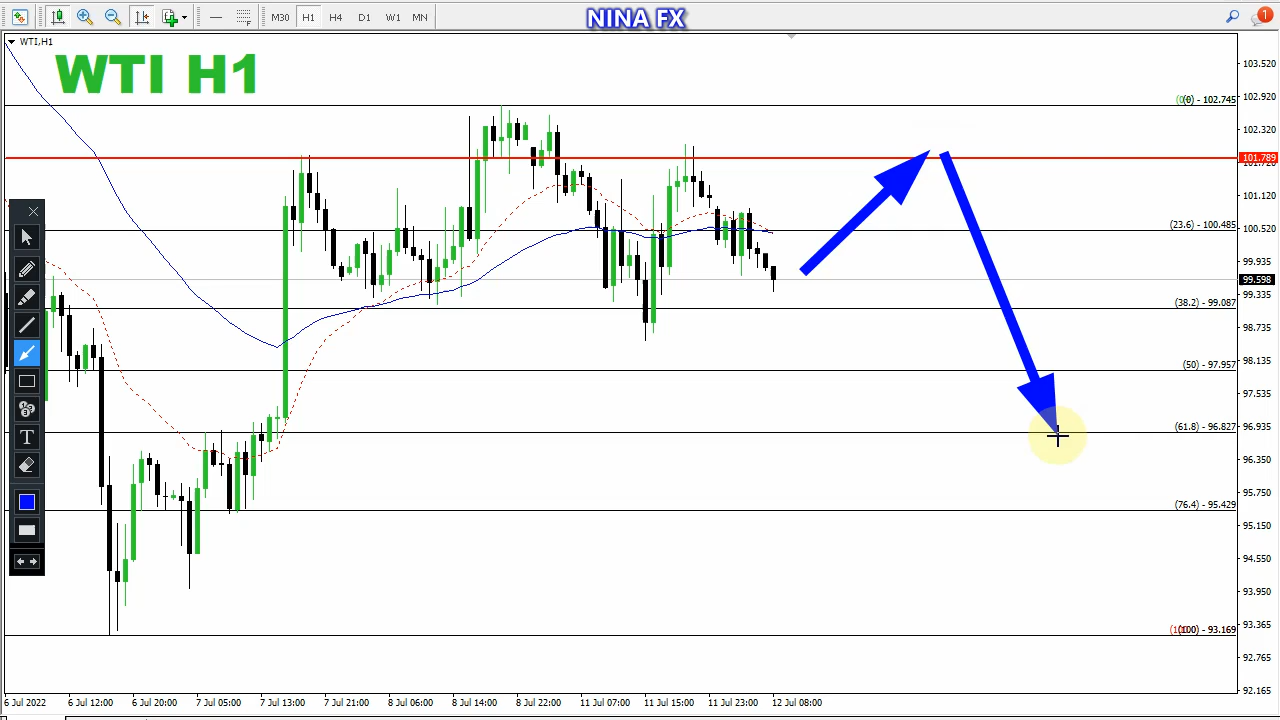 M30 H1 H4 D1 W1 MN
NINA FX
1
WTI,H1
WTI H1
103.520
102.920
(0) - 102.745
102.320
101.789
101.120
(23.6) - 100.485
100.520
99.935
99.598
(38.2) - 99.087
99.335
98.735
(50) - 97.957
98.135
97.535
(61.8) - 96.827
96.935
96.350
(76.4) - 95.429
95.750
95.150
94.550
93.950
(100) - 93.169
93.365
92.765
92.165
T
6 Jul 2022 6 Jul 12:00 6 Jul 20:00 7 Jul 05:00 7 Jul 13:00 7 Jul 21:00 8 Jul 06:00 8 Jul 14:00 8 Jul 22:00 11 Jul 07:00 11 Jul 15:00 11 Jul 23:00 12 Jul 08:00